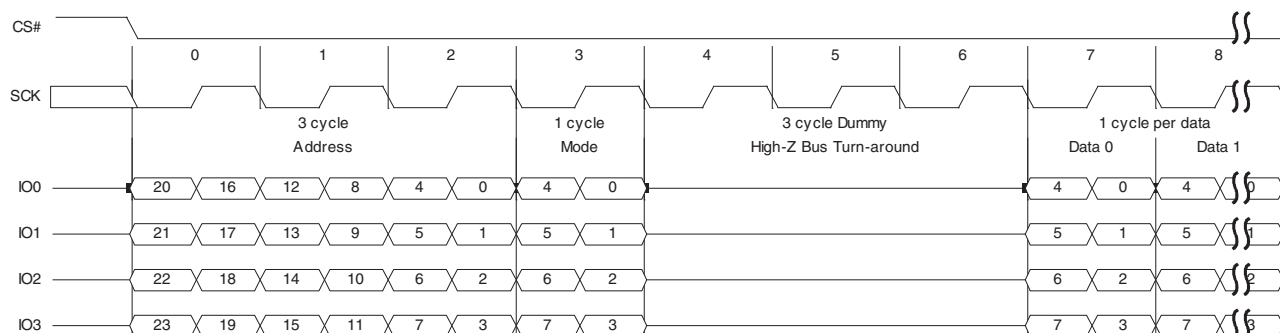 CS#
0 1 2 3 4 5 6 7 8
SCK
3 cycle 1 cycle 3 cycle Dummy 1 cycle per data
Address Mode High-Z Bus Turn-around Data 0 Data 1
IO0 20 16 12 8 4 0 4 0 4 0 4 0
IO1 21 17 13 9 5 1 5 1 5 1 5 1
IO2 22 18 14 10 6 2 6 2 6 2 6 2
IO3 23 19 15 11 7 3 7 3 7 3 7 3